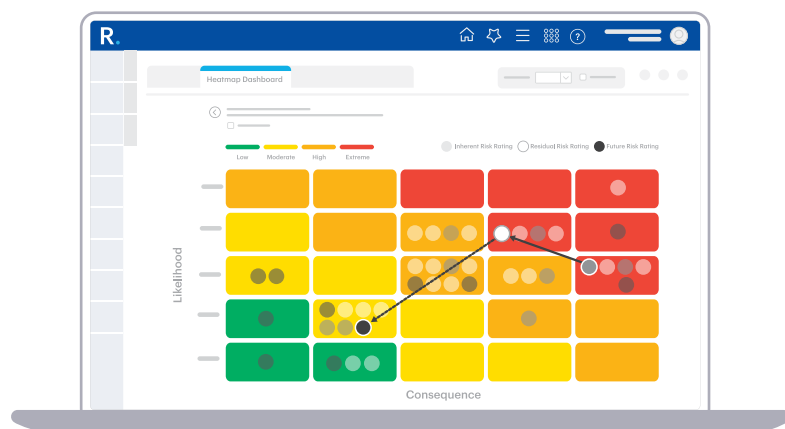 R.
?
Heatmap Dashboard
Low Moderate High Extreme
Inherent Risk Rating Residual Risk Rating Future Risk Rating
Likelihood
Consequence